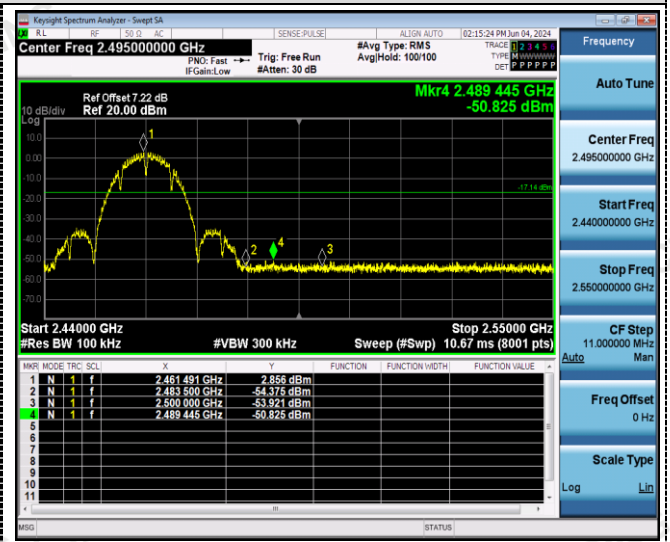 Keysight Spectrum Analyzer - Swept SA
RL RF 50 Ω AC SENSE:PULSE ALIGN AUTO 02:15:24 PM Jun 04, 2024
Center Freq 2.495000000 GHz
PNO: Fast
IFGain:Low
Trig: Free Run
#Atten: 30 dB
#Avg Type: RMS
Avg|Hold: 100/100
TRACE 1 2 3 4 5 6
TYPE M WWWWW
DET P P P P P P
Frequency
Auto Tune
Center Freq
2.495000000 GHz
Start Freq
2.440000000 GHz
Stop Freq
2.550000000 GHz
CF Step
11.000000 MHz
Auto Man
Freq Offset
0 Hz
Scale Type
Log Lin
Mkr4 2.489 445 GHz
-50.825 dBm
Ref Offset 7.22 dB
10 dB/div Ref 20.00 dBm
Log
10.0
0.00
-10.0
-20.0
-30.0
-40.0
-50.0
-60.0
-70.0
1
2
4
3
-17.14 dBm
Start 2.44000 GHz Stop 2.55000 GHz
#Res BW 100 kHz #VBW 300 kHz Sweep (#Swp) 10.67 ms (8001 pts)
MKR MODE TRC SCL X Y FUNCTION FUNCTION WIDTH FUNCTION VALUE
1 N 1 f 2.461 491 GHz 2.856 dBm
2 N 1 f 2.483 500 GHz -54.375 dBm
3 N 1 f 2.500 000 GHz -53.921 dBm
4 N 1 f 2.489 445 GHz -50.825 dBm
5
6
7
8
9
10
11
MSG STATUS